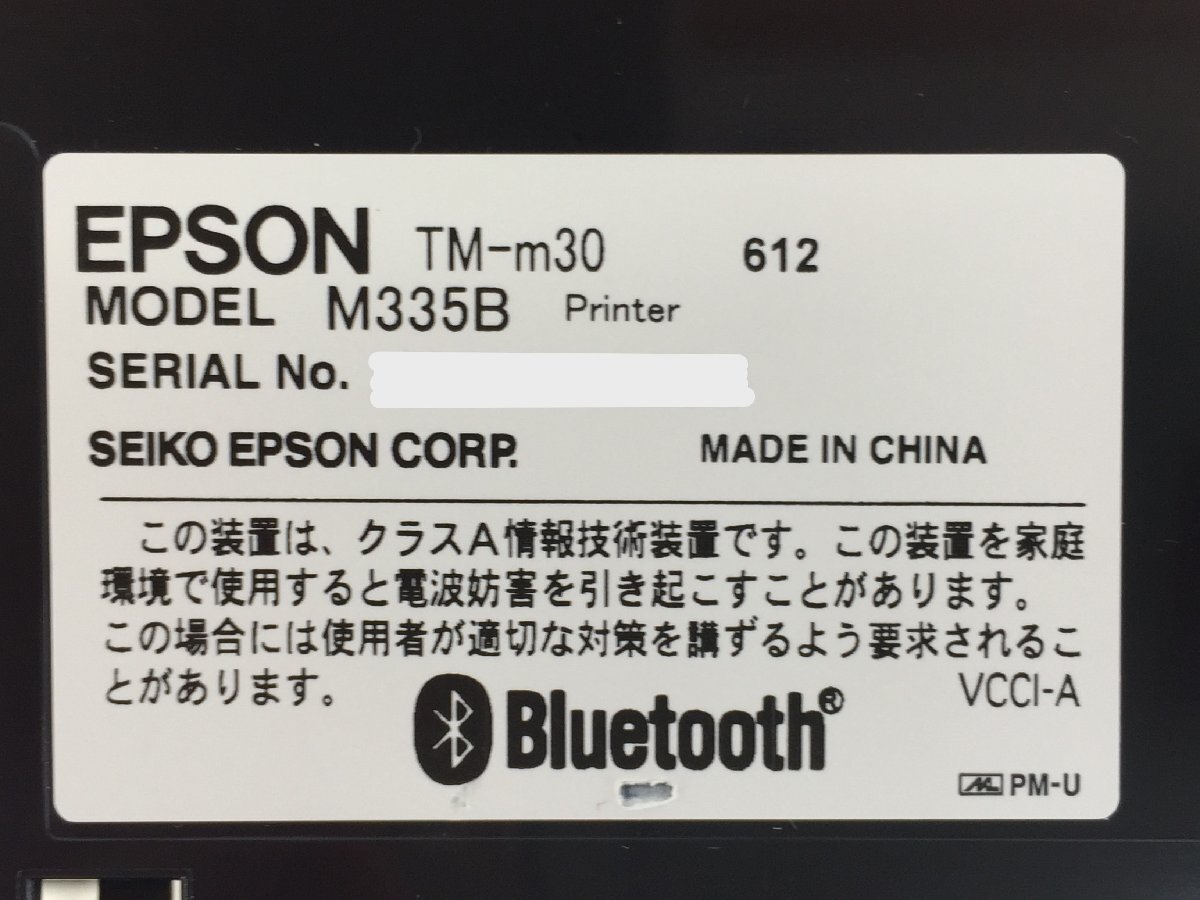 EPSON TM-m30 612
MODEL M335B Printer
SERIAL No.
SEIKO EPSON CORP. MADE IN CHINA
この装置は、クラスA情報技術装置です。この装置を家庭
環境で使用すると電波妨害を引き起こすことがあります。
この場合には使用者が適切な対策を講ずるよう要求されるこ
とがあります。
VCCI-A
Bluetooth®
PM-U